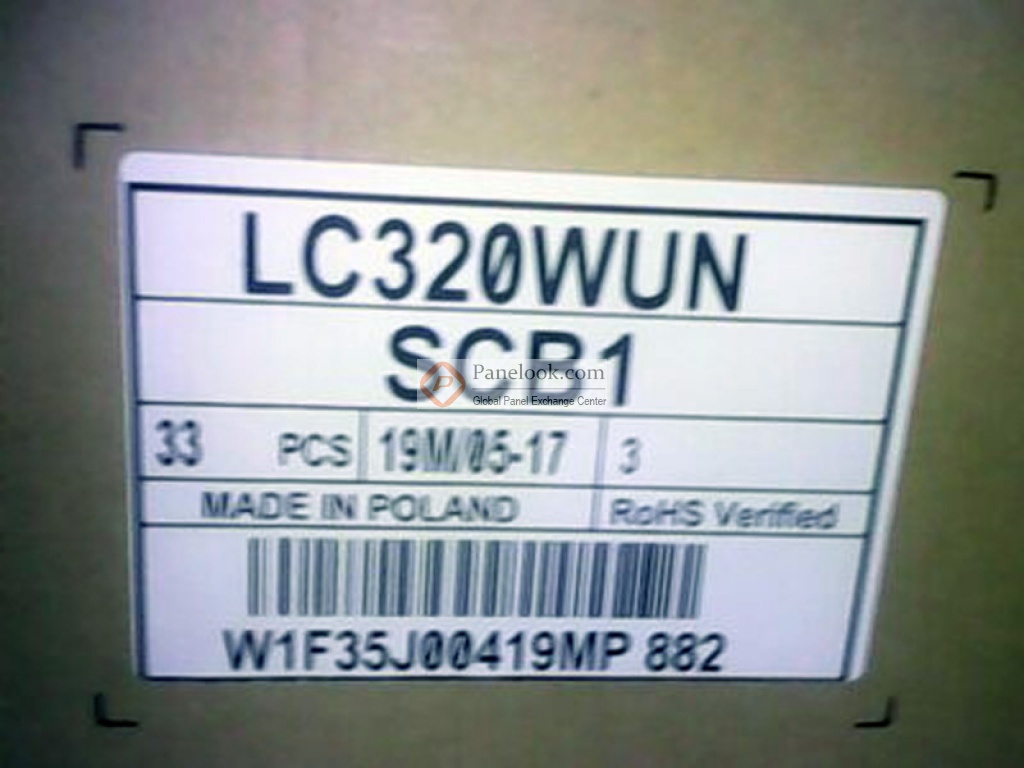 LC320WUN
SCB1
Panelook.com
Global Panel Exchange Center
33 PCS 19M/05-17 3
MADE IN POLAND RoHS Verified
W1F35J00419MP 882